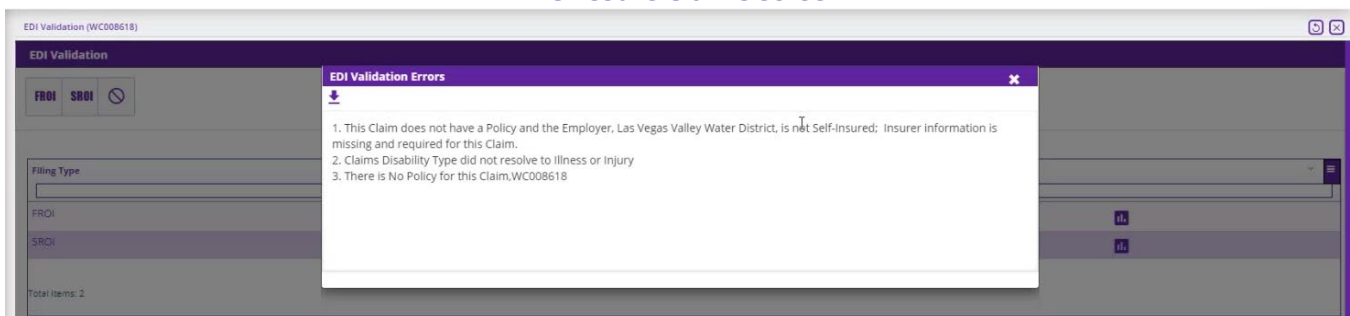 EDI Validation (WC008618)
EDI Validation
FROI SROI
EDI Validation Errors
1. This Claim does not have a Policy and the Employer, Las Vegas Valley Water District, is not Self-Insured; Insurer information is
missing and required for this Claim.
2. Claims Disability Type did not resolve to Illness or Injury
3. There is No Policy for this Claim,WC008618
Filing Type
FROI
SROI
Total Items: 2